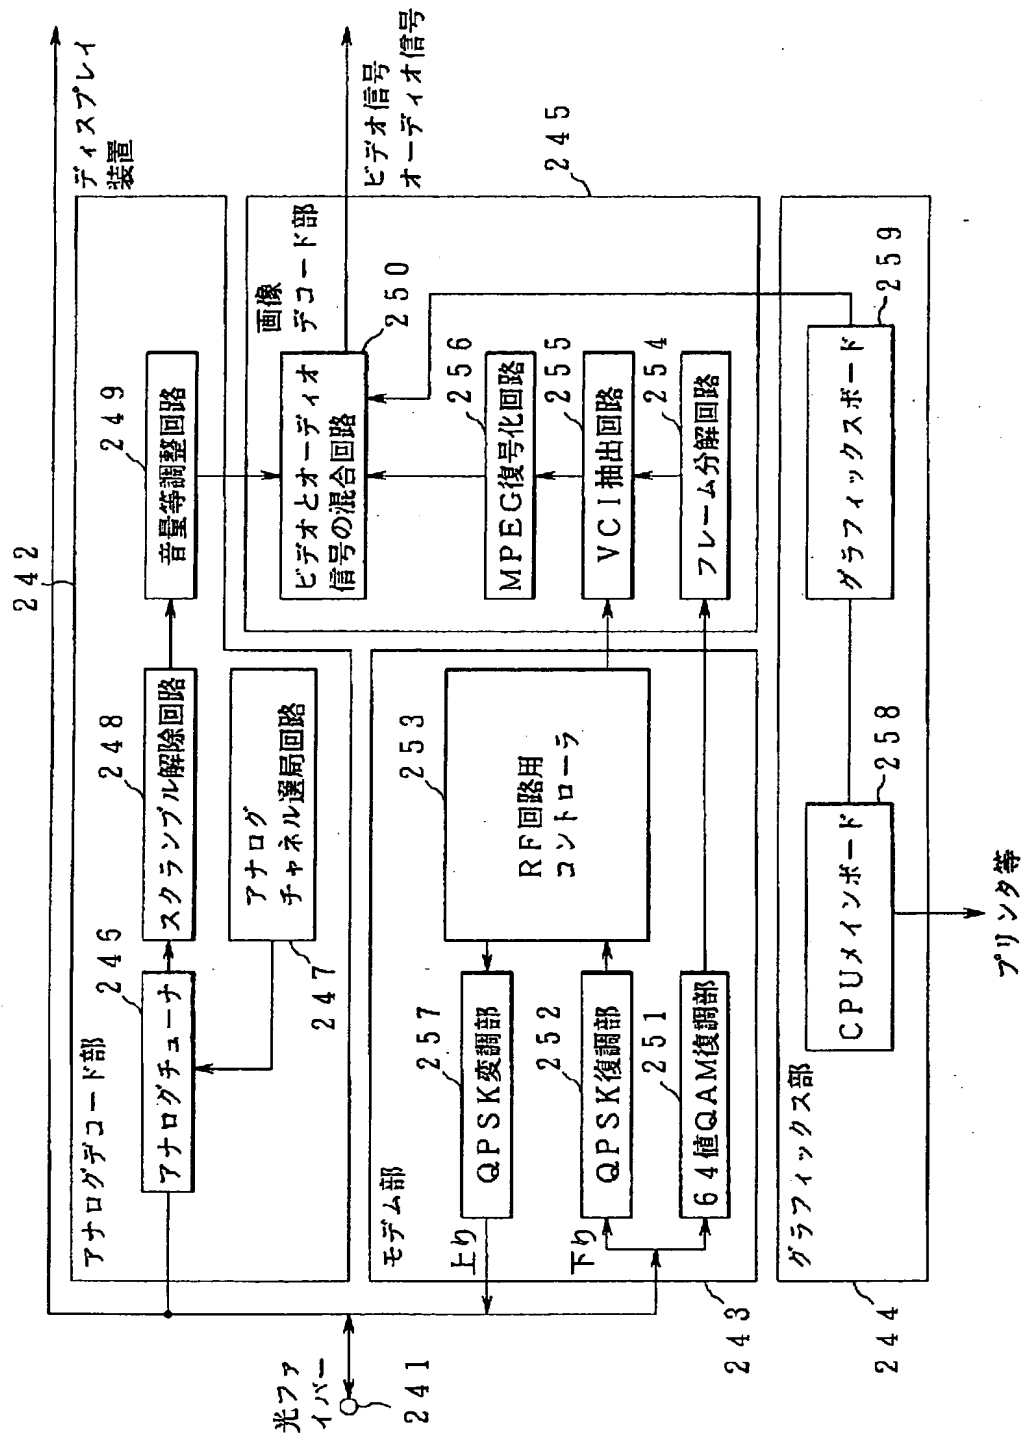 ２４２
ディスプレイ
装置
アナログデコード部
２４６
アナログチューナ
２４８
スクランブル解除回路
２４９
音量等調整回路
アナログ
チャネル選局回路
２４７
画像
デコード部
ビデオとオーディオ
信号の混合回路
２５０
ビデオ信号
オーディオ信号
２４５
光ファ
イバー
２４１
モデム部
上り
２５７
ＱＰＳＫ変調部
２５３
ＲＦ回路用
コントローラ
２５６
ＭＰＥＧ復号化回路
下り
２５２
ＱＰＳＫ復調部
２５５
ＶＣＩ抽出回路
２５１
６４値ＱＡＭ復調部
２５４
フレーム分解回路
２４３
グラフィックス部
ＣＰＵメインボード
２５８
グラフィックスボード
２５９
２４４
プリンタ等